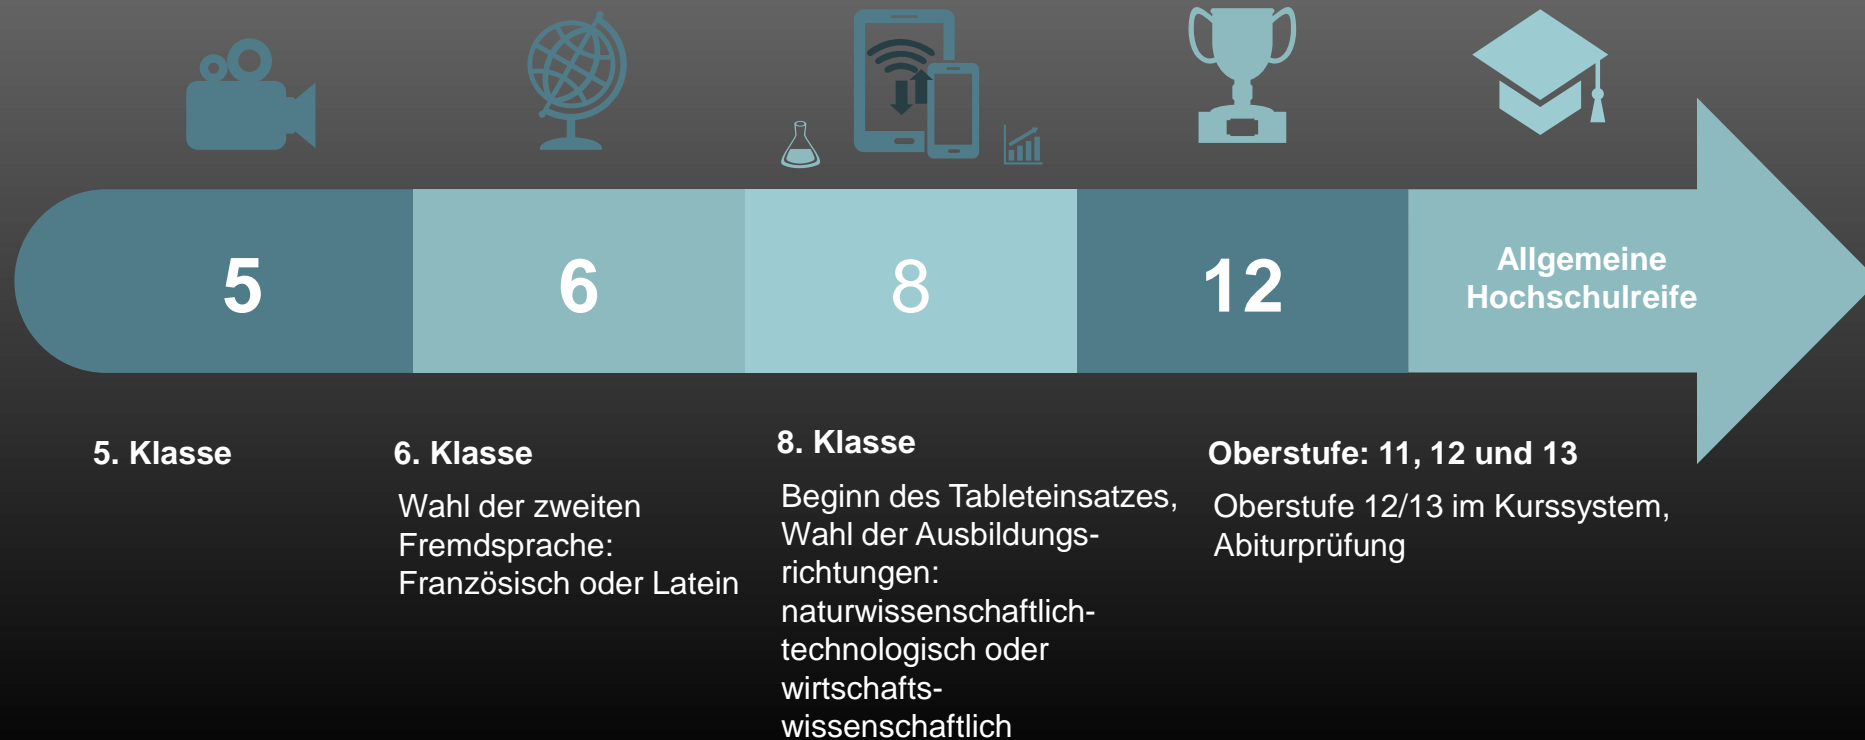 5
6
8
12
Allgemeine
Hochschulreife
5. Klasse
6. Klasse
Wahl der zweiten
Fremdsprache:
Französisch oder Latein
8. Klasse
Beginn des Tableteinsatzes,
Wahl der Ausbildungs-
richtungen:
naturwissenschaftlich-
technologisch oder
wirtschafts-
wissenschaftlich
Oberstufe: 11, 12 und 13
Oberstufe 12/13 im Kurssystem,
Abiturprüfung